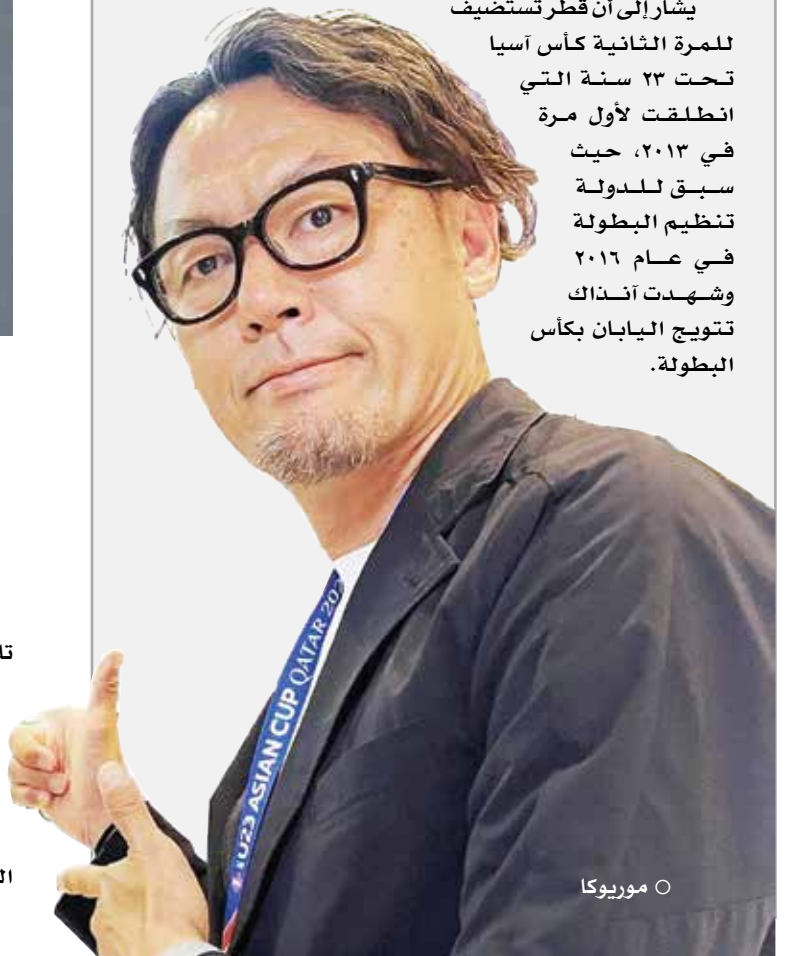 يشار إلى أن قطر تستضيف
للمرة الثانية كأس آسيا
تحت ٢٣ سنة التي
انطلقت لأول مرة
في ٢٠١٣، حيث
سبق للدولة
تنظيم البطولة
في عام ٢٠١٦
وشهدت آنذاك
تتويج اليابان بكأس
البطولة.
U23 ASIAN CUP QATAR 20
○ موريوكا